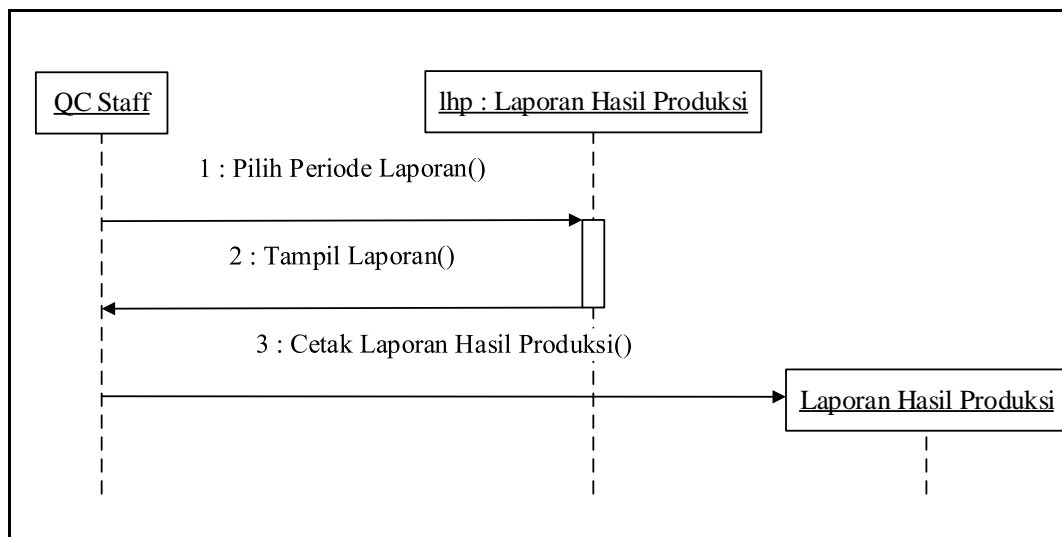 QC Staff
lhp : Laporan Hasil Produksi
1 : Pilih Periode Laporan()
2 : Tampil Laporan()
3 : Cetak Laporan Hasil Produksi()
Laporan Hasil Produksi